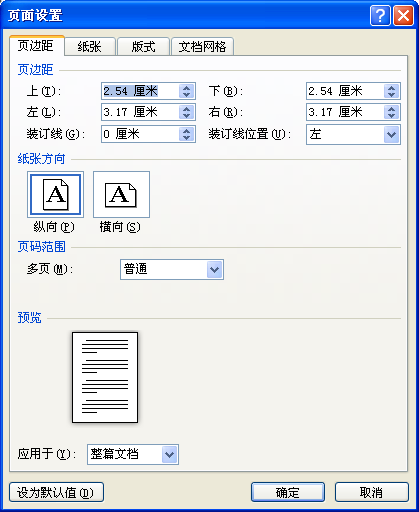 页面设置
页边距 纸张 版式 文档网格
页边距
上(T): 2.54 厘米 下(B): 2.54 厘米
左(L): 3.17 厘米 右(R): 3.17 厘米
装订线(G): 0 厘米 装订线位置(U): 左
纸张方向
A A
纵向(P) 横向(S)
页码范围
多页(M): 普通
预览
应用于(Y): 整篇文档
设为默认值(D) 确定 取消